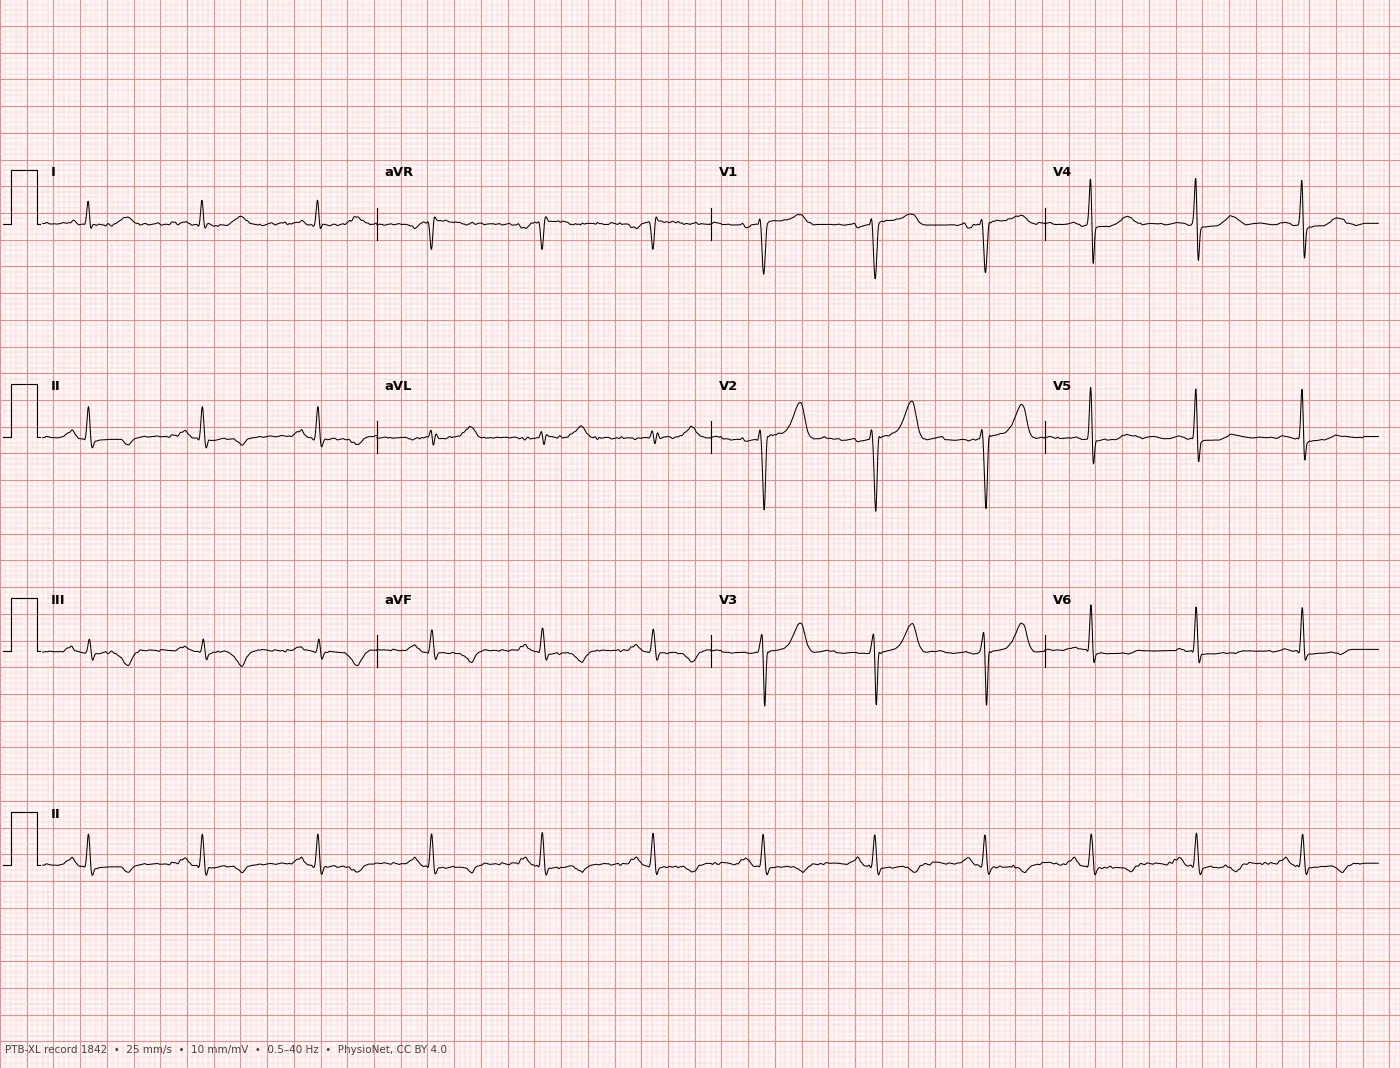 I aVR V1 V4
II aVL V2 V5
III aVF V3 V6
II
PTB-XL record 1842 • 25 mm/s • 10 mm/mV • 0.5–40 Hz • PhysioNet, CC BY 4.0